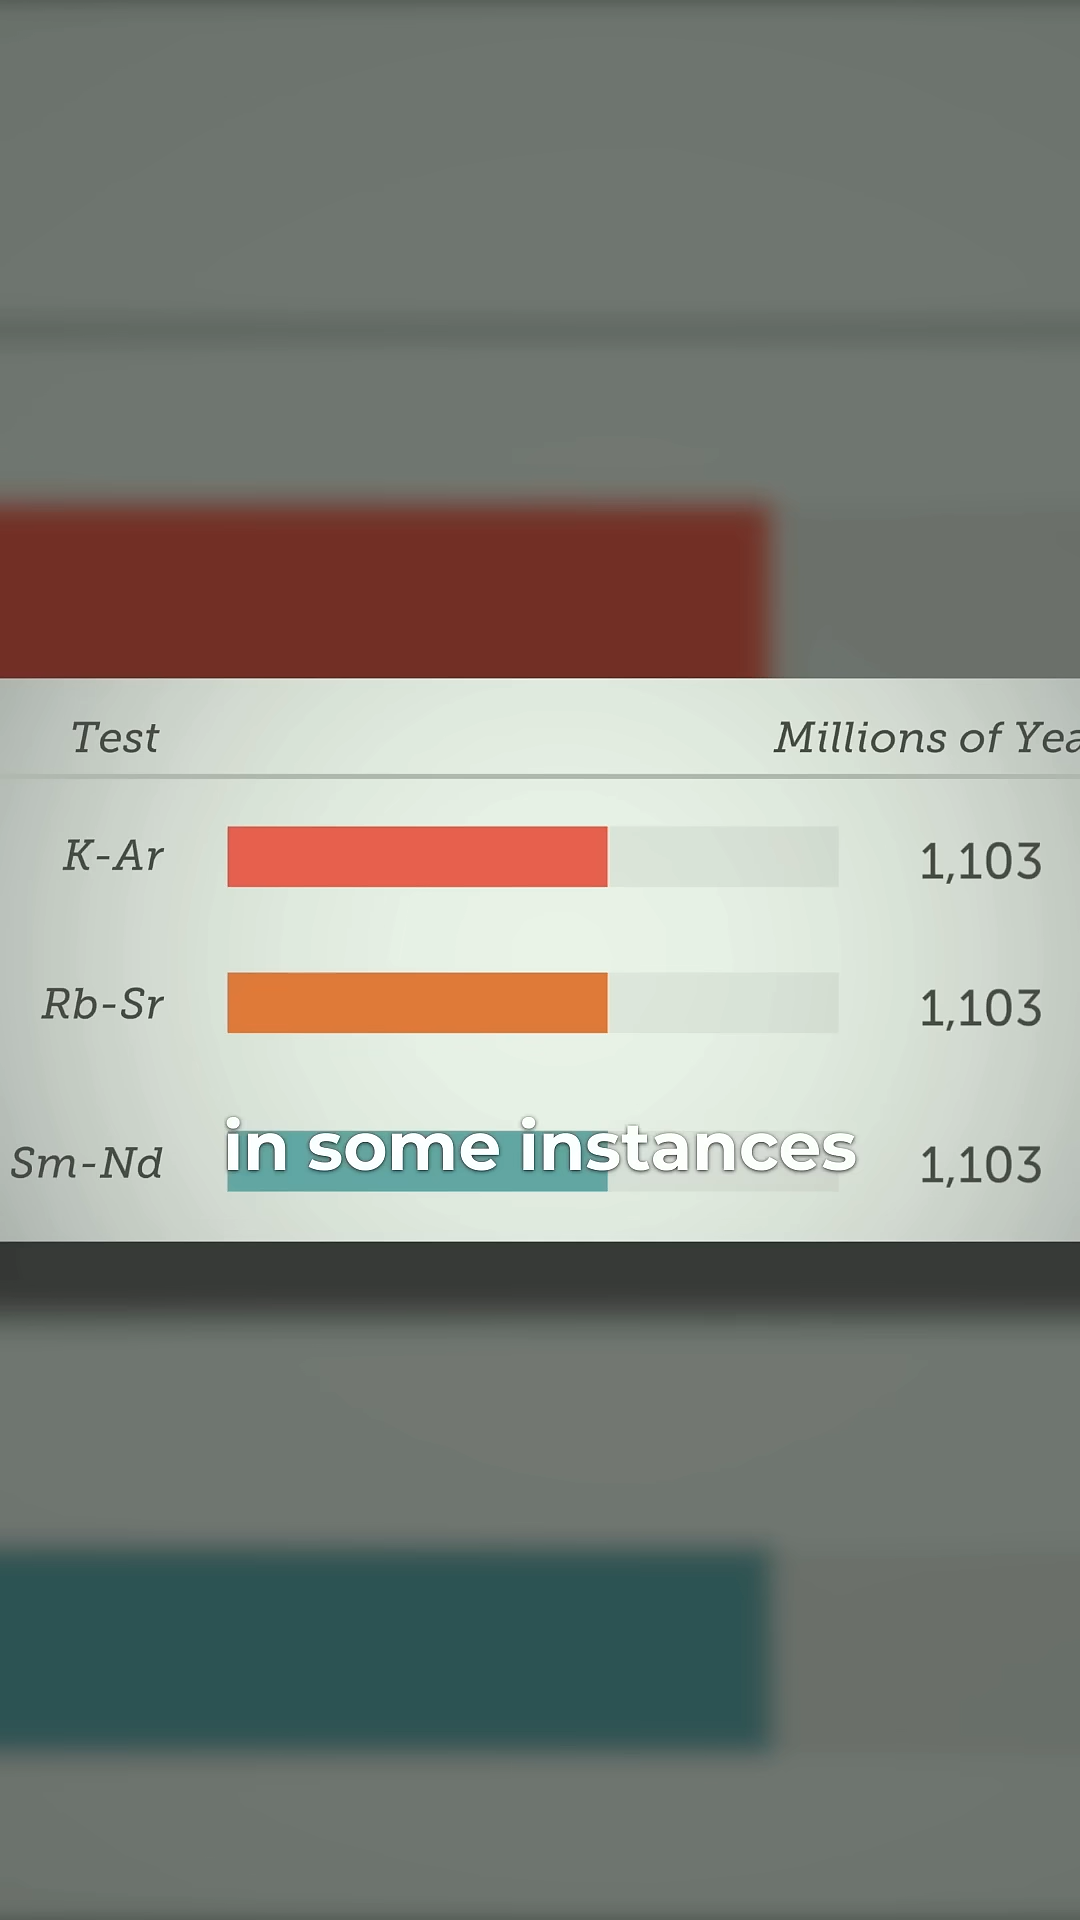 Test Millions of Yea
K-Ar 1,103
Rb-Sr 1,103
Sm-Nd 1,103
in some instances